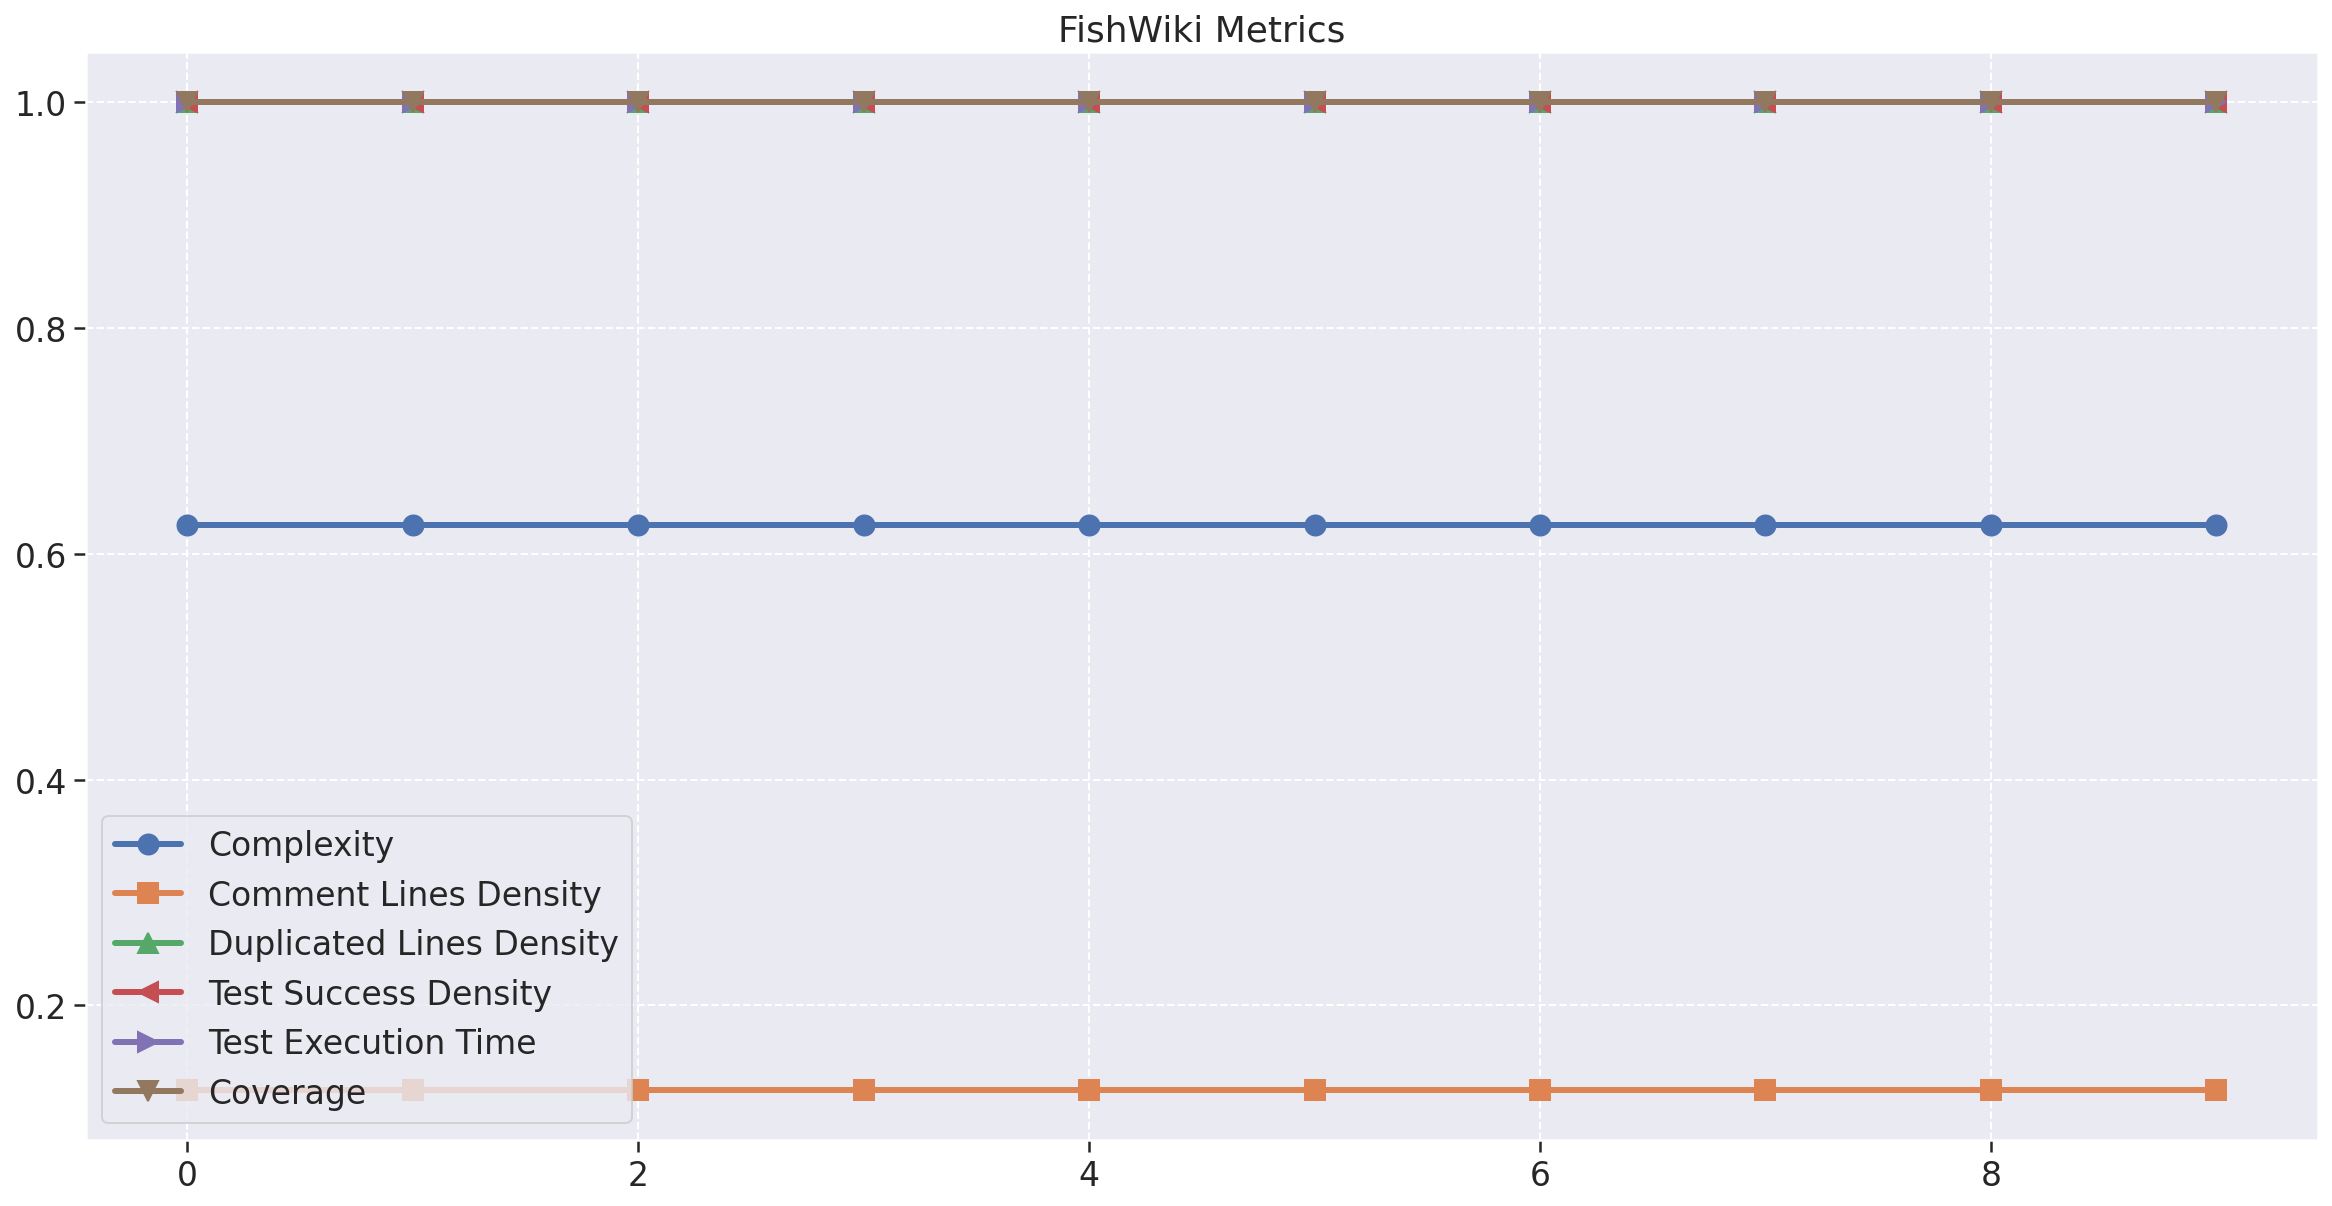 FishWiki Metrics
1.0
0.8
0.6
0.4
0.2
Complexity
Comment Lines Density
Duplicated Lines Density
Test Success Density
Test Execution Time
Coverage
0 2 4 6 8